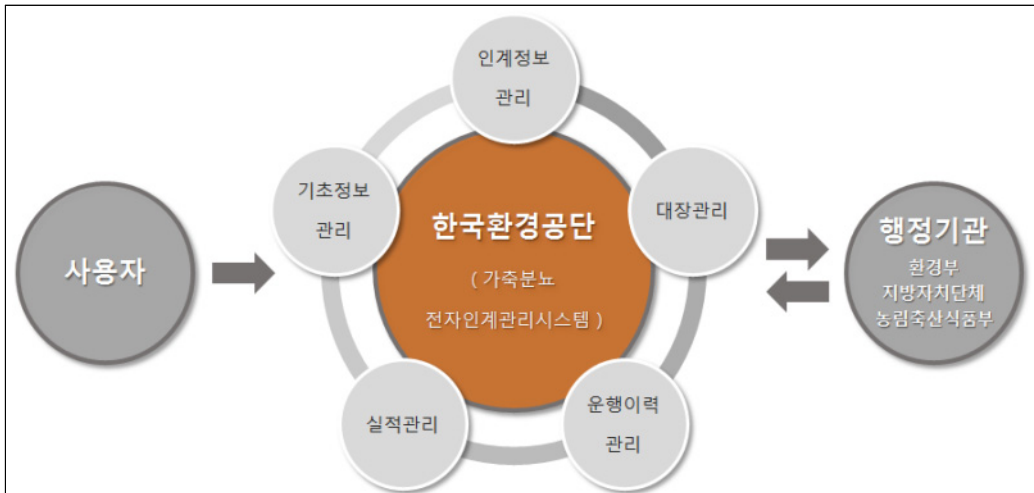 사용자
인계정보
관리
기초정보
관리
대장관리
실적관리
운행이력
관리
한국환경공단
( 가축분뇨
전자인계관리시스템 )
행정기관
환경부
지방자치단체
농림축산식품부